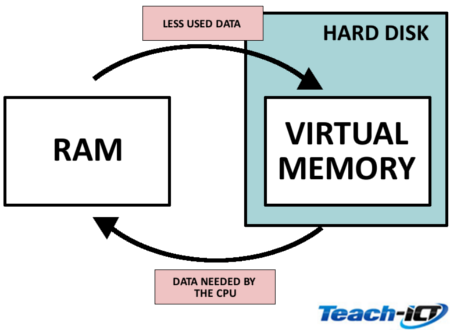 LESS USED DATA
HARD DISK
RAM
VIRTUAL
MEMORY
DATA NEEDED BY
THE CPU
Teach-iCT